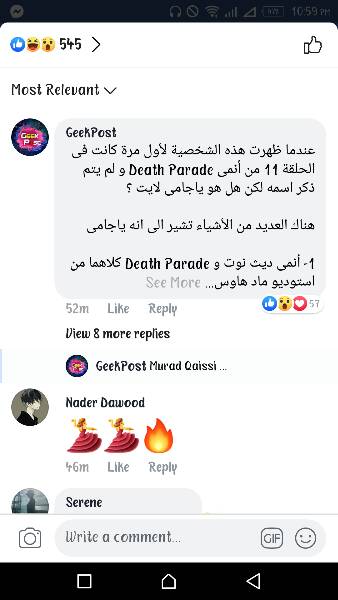 10:59 PM
545
Most Relevant
GeekPost
عندما ظهرت هذه الشخصية لأول مرة كانت فى
الحلقة 11 من أنمى Death Parade و لم يتم
ذكر اسمه لكن هل هو ياجامى لايت ؟
هناك العديد من الأشياء تشير الى انه ياجامى
1- أنمى ديث نوت و Death Parade كلاهما من
استوديو ماد هاوس... See More
57
52m Like Reply
View 8 more replies
GeekPost Murad Qaissi ...
Nader Dawood
46m Like Reply
Serene
Write a comment...
GIF